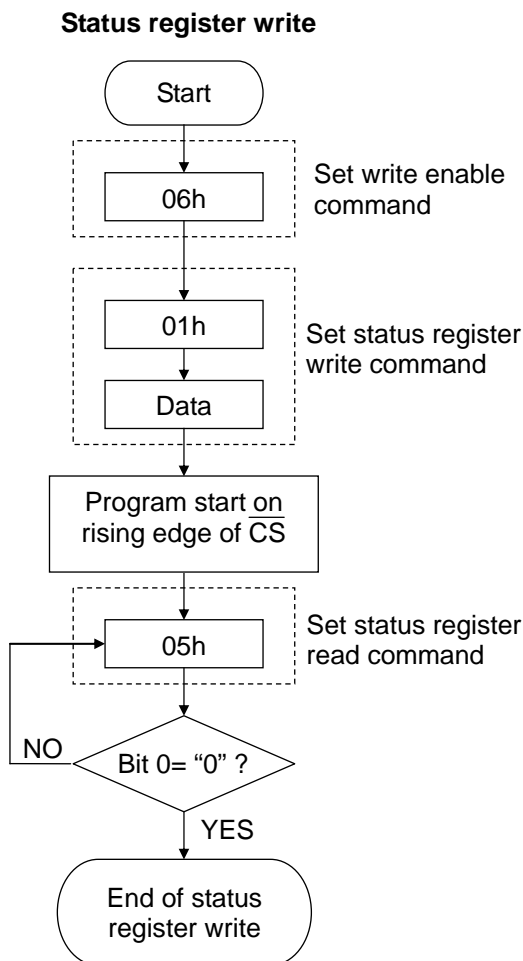 Status register write
Start
06h
Set write enable
command
01h
Set status register
write command
Data
Program start on
rising edge of C̅S̅
05h
Set status register
read command
NO
Bit 0= “0” ?
YES
End of status
register write